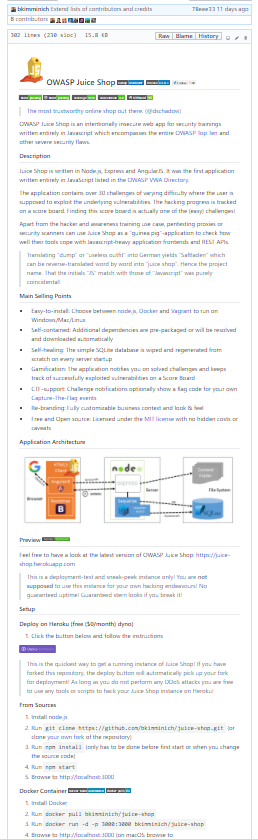 bkimminich Extend lists of contributors and credits 78eee33 11 days ago
8 contributors
302 lines (230 sloc) 15.8 KB Raw Blame History
OWASP Juice Shop
The most trustworthy online shop out there. (@dschadow)
OWASP Juice Shop is an intentionally insecure web app for security trainings
written entirely in Javascript which encompasses the entire OWASP Top Ten and
other severe security flaws.
Description
Juice Shop is written in Node.js, Express and AngularJS. It was the first application
written entirely in JavaScript listed in the OWASP VWA Directory.
The application contains over 30 challenges of varying difficulty where the user is
supposed to exploit the underlying vulnerabilities. The hacking progress is tracked
on a score board. Finding this score board is actually one of the (easy) challenges!
Apart from the hacker and awareness training use case, pentesting proxies or
security scanners can use Juice Shop as a "guinea pig"-application to check how
well their tools cope with Javascript-heavy application frontends and REST APIs.
Translating "dump" or "useless outfit" into German yields "Saftladen" which
can be reverse-translated word by word into "juice shop". Hence the project
name. That the initials "JS" match with those of "Javascript" was purely
coincidental!
Main Selling Points
Easy-to-install: Choose between node.js, Docker and Vagrant to run on
Windows/Mac/Linux
Self-contained: Additional dependencies are pre-packaged or will be resolved
and downloaded automatically
Self-healing: The simple SQLite database is wiped and regenerated from
scratch on every server startup
Gamification: The application notifies you on solved challenges and keeps
track of successfully exploited vulnerabilities on a Score Board
CTF-support: Challenge notifications optionally show a flag code for your own
Capture-The-Flag events
Re-branding: Fully customizable business context and look & feel
Free and Open source: Licensed under the MIT license with no hidden costs or
caveats
Application Architecture
Browser
Server
File System
node
Preview
Feel free to have a look at the latest version of OWASP Juice Shop: https://juice-
shop.herokuapp.com
This is a deployment-test and sneak-peek instance only! You are not
supposed to use this instance for your own hacking endeavours! No
guaranteed uptime! Guaranteed stern looks if you break it!
Setup
Deploy on Heroku (free ($0/month) dyno)
1. Click the button below and follow the instructions
This is the quickest way to get a running instance of Juice Shop! If you have
forked this repository, the deploy button will automatically pick up your fork
for deployment! As long as you do not perform any DDoS attacks you are free
to use any tools or scripts to hack your Juice Shop instance on Heroku!
From Sources
1. Install node.js
2. Run git clone https://github.com/bkimminich/juice-shop.git (or
clone your own fork of the repository)
3. Run npm install (only has to be done before first start or when you change
the source code)
4. Run npm start
5. Browse to http://localhost:3000
Docker Container
1. Install Docker
2. Run docker pull bkimminich/juice-shop
3. Run docker run -d -p 3000:3000 bkimminich/juice-shop
4. Browse to http://localhost:3000 (on macOS browse to